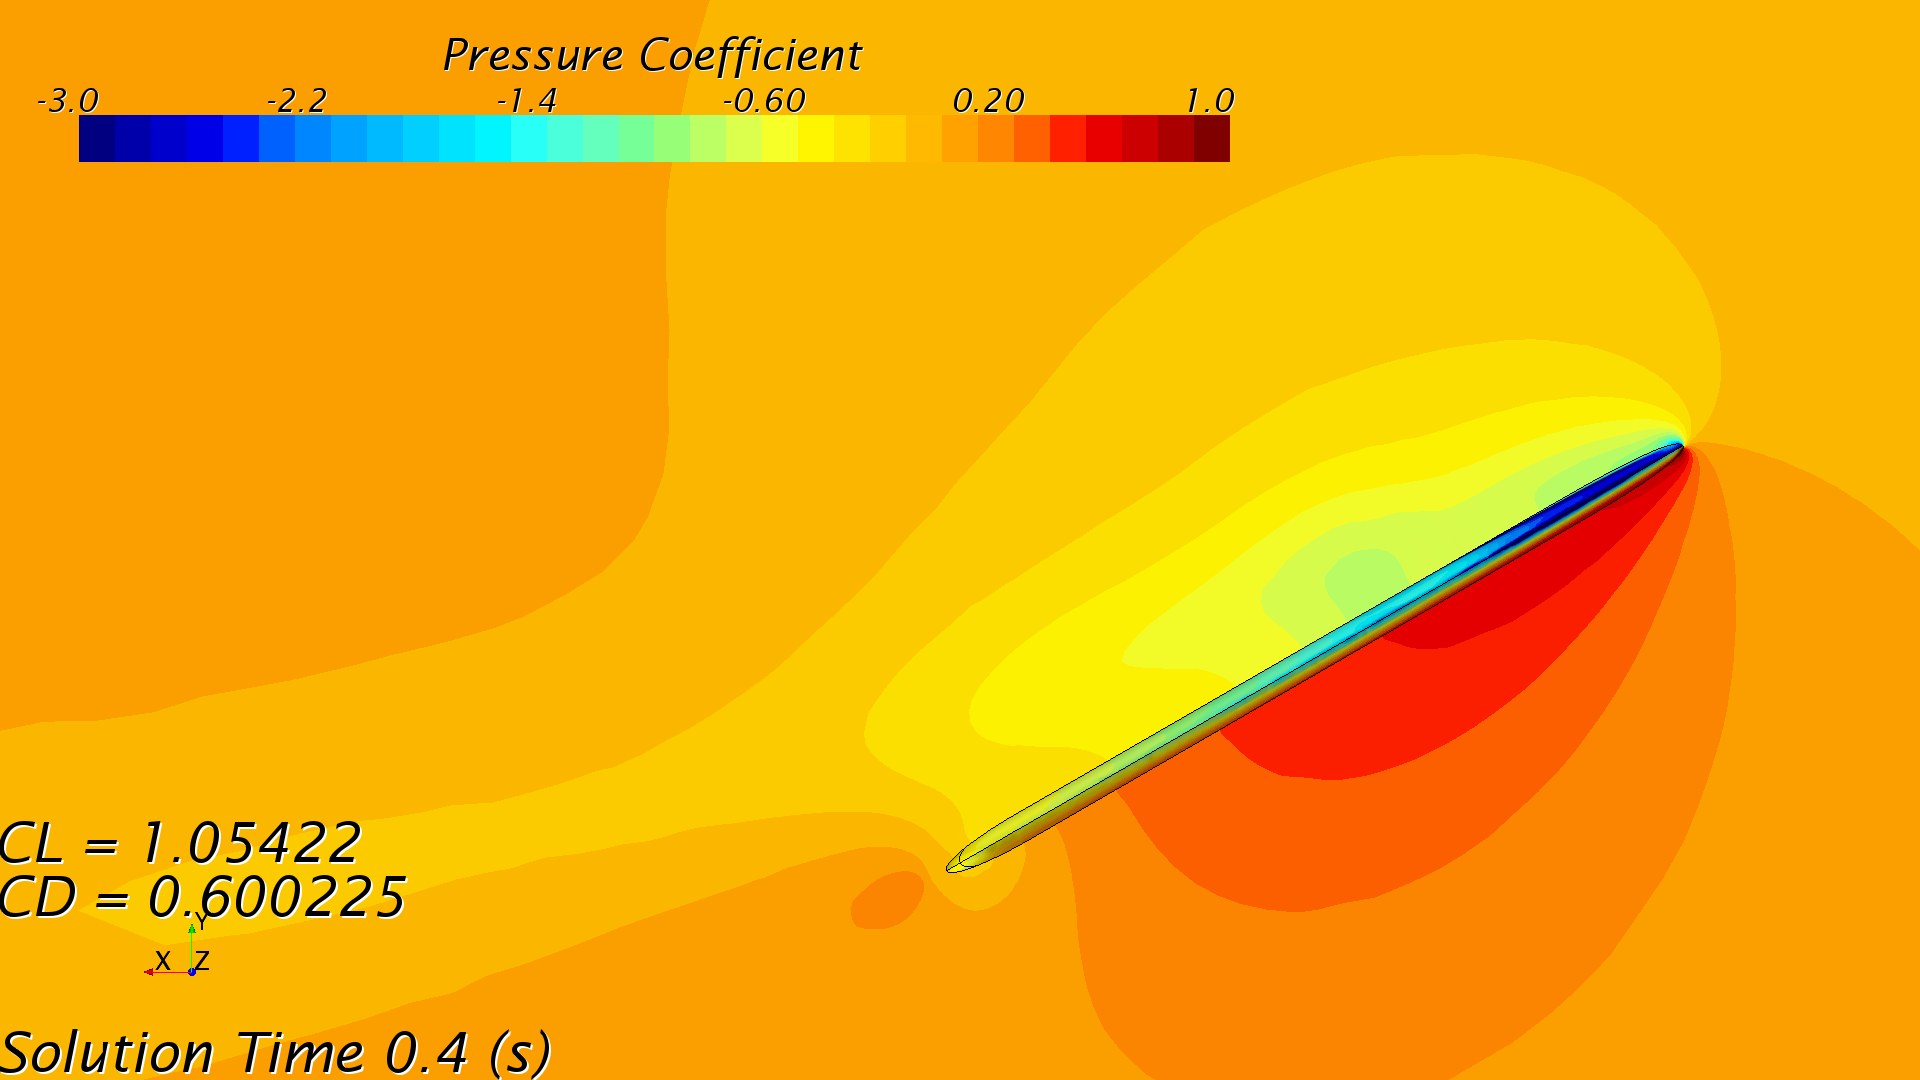 Pressure Coefficient
-3.0 -2.2 -1.4 -0.60 0.20 1.0
CL = 1.05422
CD = 0.600225
Y
X Z
Solution Time 0.4 (s)